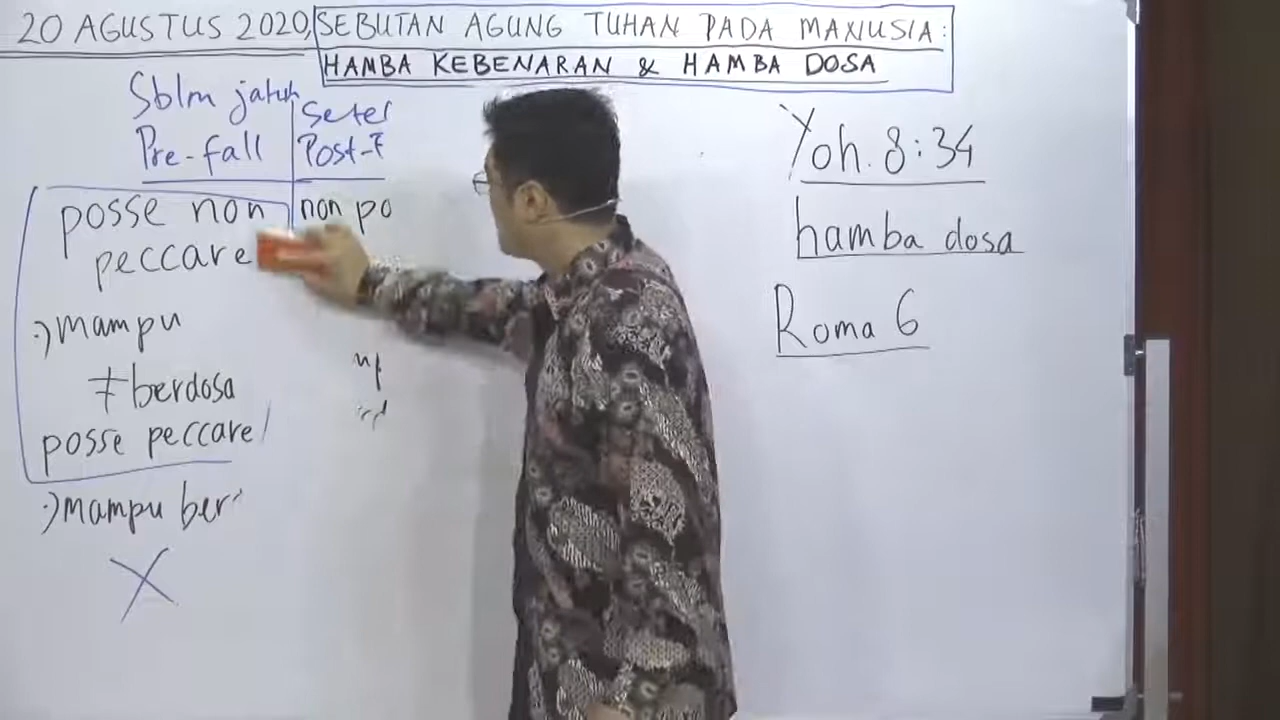 20 AGUSTUS 2020, SEBUTAN AGUNG TUHAN PADA MANUSIA:
HAMBA KEBENARAN & HAMBA DOSA
Sblm jatuh
Pre-fall
Seter
Post-F
posse non
peccare
non po
:) mampu
≠ berdosa
posse peccare
:) mampu ber
X
Yoh. 8:34
hamba dosa
Roma 6